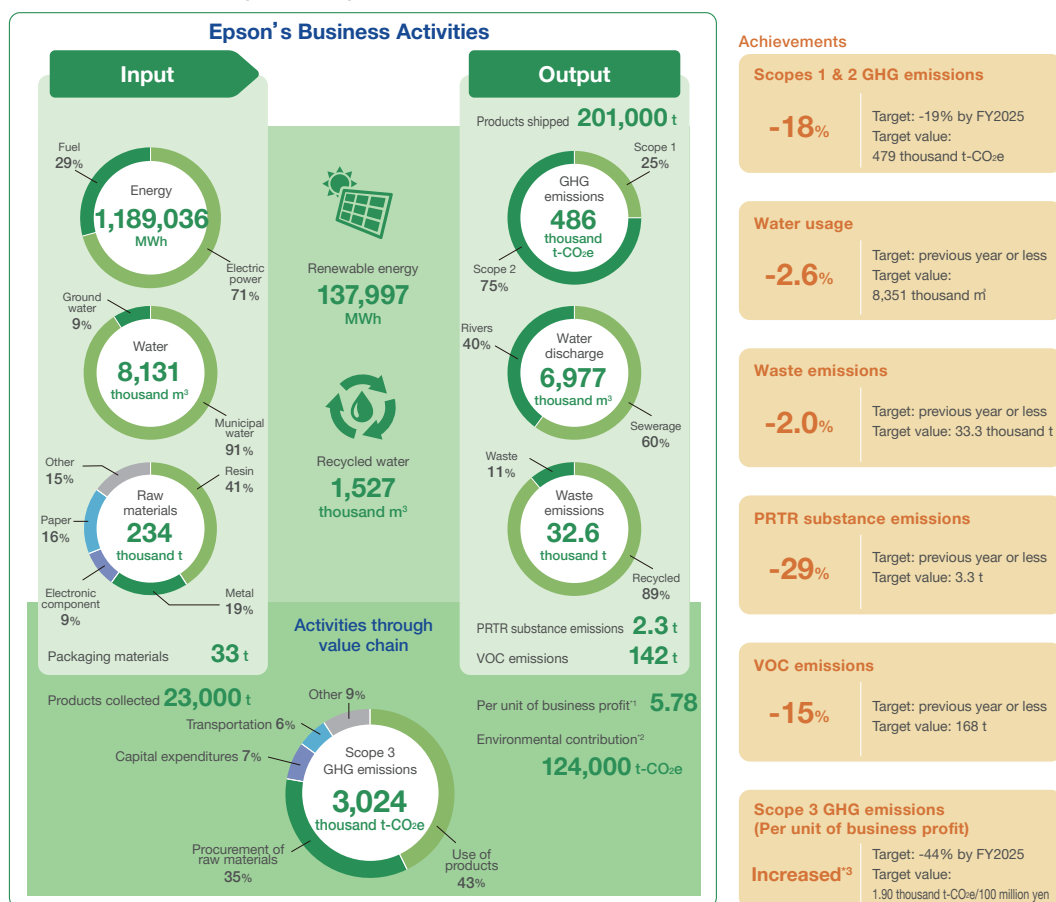 Epson's Business Activities
Input
Fuel
29%
Energy
1,189,036
MWh
Electric
power
71%
Ground
water
9%
Water
8,131
thousand m³
Municipal
water
91%
Other
15%
Resin
41%
Raw
materials
234
thousand t
Paper
16%
Electronic
component
9%
Metal
19%
Packaging materials 33 t
Renewable energy
137,997
MWh
Recycled water
1,527
thousand m³
Output
Products shipped 201,000 t
Scope 1
25%
GHG
emissions
486
thousand
t-CO2e
Scope 2
75%
Rivers
40%
Water
discharge
6,977
thousand m³
Sewerage
60%
Waste
11%
Waste
emissions
32.6
thousand t
Recycled
89%
PRTR substance emissions 2.3 t
VOC emissions 142 t
Activities through
value chain
Products collected 23,000 t
Other 9%
Transportation 6%
Capital expenditures 7%
Scope 3
GHG emissions
3,024
thousand t-CO2e
Procurement of
raw materials
35%
Use of
products
43%
Per unit of business profit*1 5.78
Environmental contribution*2
124,000 t-CO2e
Achievements
Scopes 1 & 2 GHG emissions
-18%
Target: -19% by FY2025
Target value:
479 thousand t-CO2e
Water usage
-2.6%
Target: previous year or less
Target value:
8,351 thousand m³
Waste emissions
-2.0%
Target: previous year or less
Target value: 33.3 thousand t
PRTR substance emissions
-29%
Target: previous year or less
Target value: 3.3 t
VOC emissions
-15%
Target: previous year or less
Target value: 168 t
Scope 3 GHG emissions
(Per unit of business profit)
Increased*3
Target: -44% by FY2025
Target value:
1.90 thousand t-CO2e/100 million yen